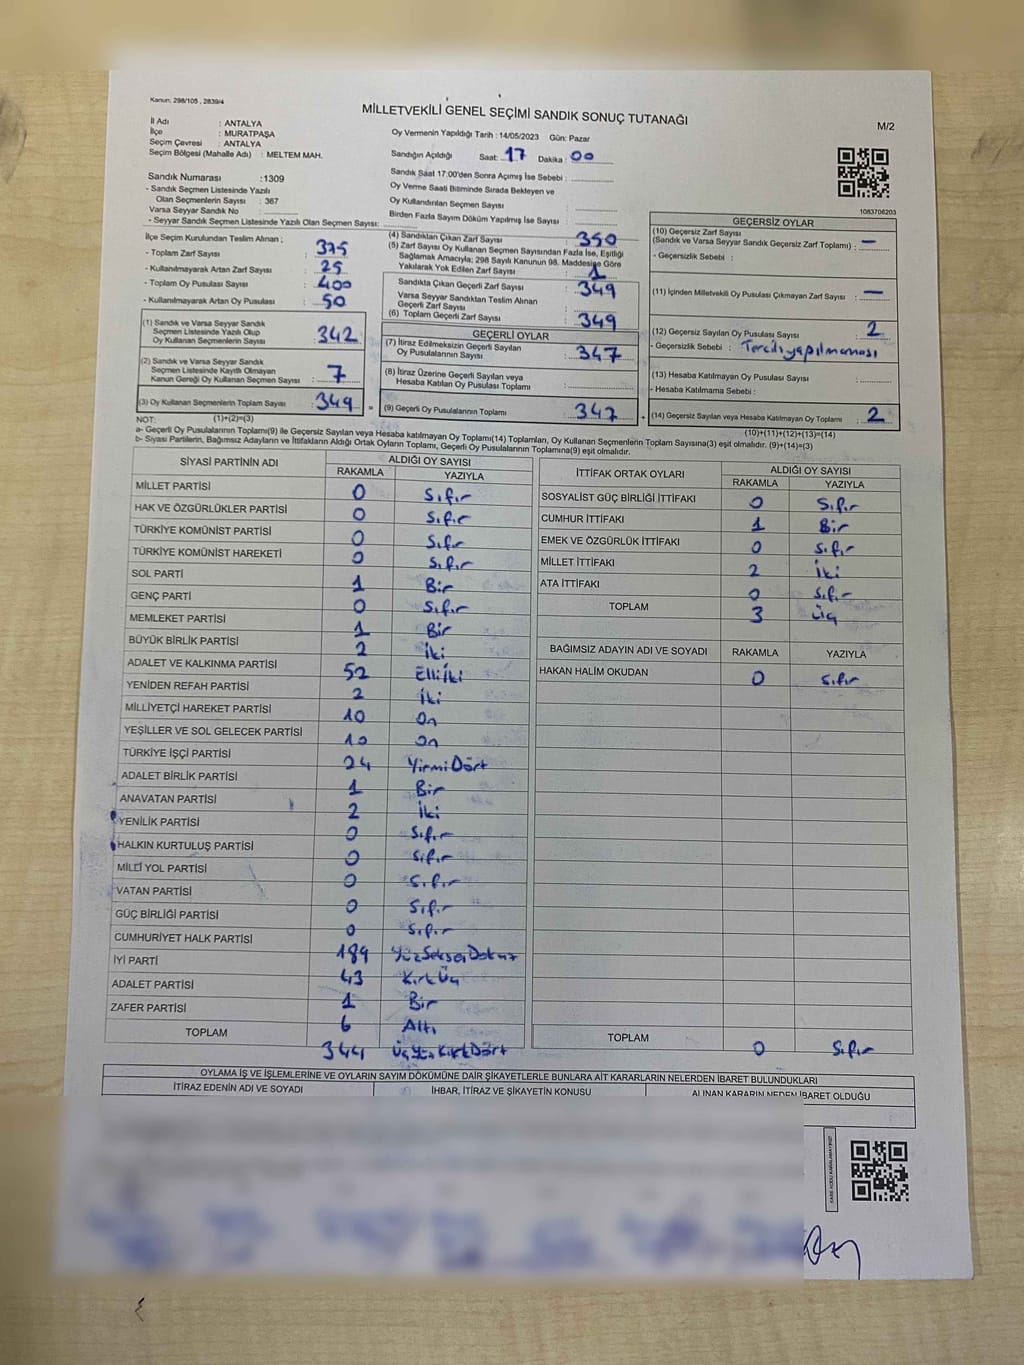 Kanun: 298/105 , 2839/4
MİLLETVEKİLİ GENEL SEÇİMİ SANDIK SONUÇ TUTANAĞI
M/2
İl Adı : ANTALYA
İlçe : MURATPAŞA
Seçim Çevresi : ANTALYA
Seçim Bölgesi (Mahalle Adı) : MELTEM MAH.
Oy Vermenin Yapıldığı Tarih : 14/05/2023 Gün: Pazar
Sandığın Açıldığı Saat: 17 Dakika : 00
Sandık Saat 17:00'den Sonra Açımış İse Sebebi :
Oy Verme Saati Bitiminde Sırada Bekleyen ve
Oy Kullandırılan Seçmen Sayısı :
Birden Fazla Sayım Döküm Yapılmış İse Sayısı :
1083706203
Sandık Numarası :1309
- Sandık Seçmen Listesinde Yazılı
Olan Seçmenlerin Sayısı : 367
Varsa Seyyar Sandık No :
- Seyyar Sandık Seçmen Listesinde Yazılı Olan Seçmen Sayısı:
İlçe Seçim Kurulundan Teslim Alınan ;
- Toplam Zarf Sayısı : 375
- Kullanılmayarak Artan Zarf Sayısı : 25
- Toplam Oy Pusulası : 400
- Kullanılmayarak Artan Oy Pusulası : 50
(1) Sandık ve Varsa Seyyar Sandık
Seçmen Listesinde Yazılı Olup
Oy Kullanan Seçmenlerin Sayısı : 342
(2) Sandık ve Varsa Seyyar Sandık
Seçmen Listesinde Kayıtlı Olmayan
Kanun Gereği Oy Kullanan Seçmen Sayısı : 7
(3) Oy Kullanan Seçmenlerin Toplam Sayısı : 349 =
(4) Sandıktan Çıkan Zarf Sayısı : 350
(5) Zarf Sayısı Oy Kullanan Seçmen Sayısından Fazla İse, Eşitliği
Sağlamak Amacıyla; 298 Sayılı Kanunun 98. Maddesine Göre
Yakılarak Yok Edilen Zarf Sayısı : 1
Sandıkta Çıkan Geçerli Zarf Sayısı : 349
Varsa Seyyar Sandıktan Teslim Alınan
Geçerli Zarf Sayısı :
(6) Toplam Geçerli Zarf Sayısı : 349
GEÇERLİ OYLAR
(7) İtiraz Edilmeksizin Geçerli Sayılan
Oy Pusulalarının Sayısı : 347
(8) İtiraz Üzerine Geçerli Sayılan veya
Hesaba Katılan Oy Pusulası Toplamı :
(9) Geçerli Oy Pusulalarının Toplamı : 347 +
GEÇERSİZ OYLAR
(10) Geçersiz Zarf Sayısı
(Sandık ve Varsa Seyyar Sandık Geçersiz Zarf Toplamı) : —
- Geçersizlik Sebebi :
(11) İçinden Milletvekili Oy Pusulası Çıkmayan Zarf Sayısı : —
(12) Geçersiz Sayılan Oy Pusulası Sayısı : 2
- Geçersizlik Sebebi : Tercih yapılmaması
(13) Hesaba Katılmayan Oy Pusulası Sayısı :
- Hesaba Katılmama Sebebi :
(14) Geçersiz Sayılan veya Hesaba Katılmayan Oy Toplamı : 2
NOT: (1)+(2)=(3)
(10)+(11)+(12)+(13)=(14)
a- Geçerli Oy Pusulalarının Toplamı(9) ile Geçersiz Sayılan veya Hesaba katılmayan Oy Toplamı(14) Toplamları, Oy Kullanan Seçmenlerin Toplam Sayısına(3) eşit olmalıdır. (9)+(14)=(3)
b- Siyasi Partilerin, Bağımsız Adayların ve İttifakların Aldığı Ortak Oyların Toplamı, Geçerli Oy Pusulalarının Toplamına(9) eşit olmalıdır.
SİYASİ PARTİNİN ADI ALDIĞI OY SAYISI
RAKAMLA YAZIYLA
MİLLET PARTİSİ 0 Sıfır
HAK VE ÖZGÜRLÜKLER PARTİSİ 0 Sıfır
TÜRKİYE KOMÜNİST PARTİSİ 0 Sıfır
TÜRKİYE KOMÜNİST HAREKETİ 0 Sıfır
SOL PARTİ 1 Bir
GENÇ PARTİ 0 Sıfır
MEMLEKET PARTİSİ 1 Bir
BÜYÜK BİRLİK PARTİSİ 2 İki
ADALET VE KALKINMA PARTİSİ 52 Elliİki
YENİDEN REFAH PARTİSİ 2 İki
MİLLİYETÇİ HAREKET PARTİSİ 10 On
YEŞİLLER VE SOL GELECEK PARTİSİ 10 On
TÜRKİYE İŞÇİ PARTİSİ 24 YirmiDört
ADALET BİRLİK PARTİSİ 1 Bir
ANAVATAN PARTİSİ 2 İki
YENİLİK PARTİSİ 0 Sıfır
HALKIN KURTULUŞ PARTİSİ 0 Sıfır
MİLLİ YOL PARTİSİ 0 Sıfır
VATAN PARTİSİ 0 Sıfır
GÜÇ BİRLİĞİ PARTİSİ 0 Sıfır
CUMHURİYET HALK PARTİSİ 189 YüzSeksenDokuz
İYİ PARTİ 43 KırkÜç
ADALET PARTİSİ 1 Bir
ZAFER PARTİSİ 6 Altı
TOPLAM 344 ÜçYüzKırkDört
İTTİFAK ORTAK OYLARI ALDIĞI OY SAYISI
RAKAMLA YAZIYLA
SOSYALİST GÜÇ BİRLİĞİ İTTİFAKI 0 Sıfır
CUMHUR İTTİFAKI 1 Bir
EMEK VE ÖZGÜRLÜK İTTİFAKI 0 Sıfır
MİLLET İTTİFAKI 2 İki
ATA İTTİFAKI 0 Sıfır
TOPLAM 3 Üç
BAĞIMSIZ ADAYIN ADI VE SOYADI RAKAMLA YAZIYLA
HAKAN HALİM OKUDAN 0 Sıfır
TOPLAM 0 Sıfır
OYLAMA İŞ VE İŞLEMLERİNE VE OYLARIN SAYIM DÖKÜMÜNE DAİR ŞİKAYETLERLE BUNLARA AİT KARARLARIN NELERDEN İBARET BULUNDUKLARI
İTİRAZ EDENİN ADI VE SOYADI İHBAR, İTİRAZ VE ŞİKAYETİN KONUSU ALINAN KARARIN NEDEN İBARET OLDUĞU
KARE KODU KARALAMAYINIZ!